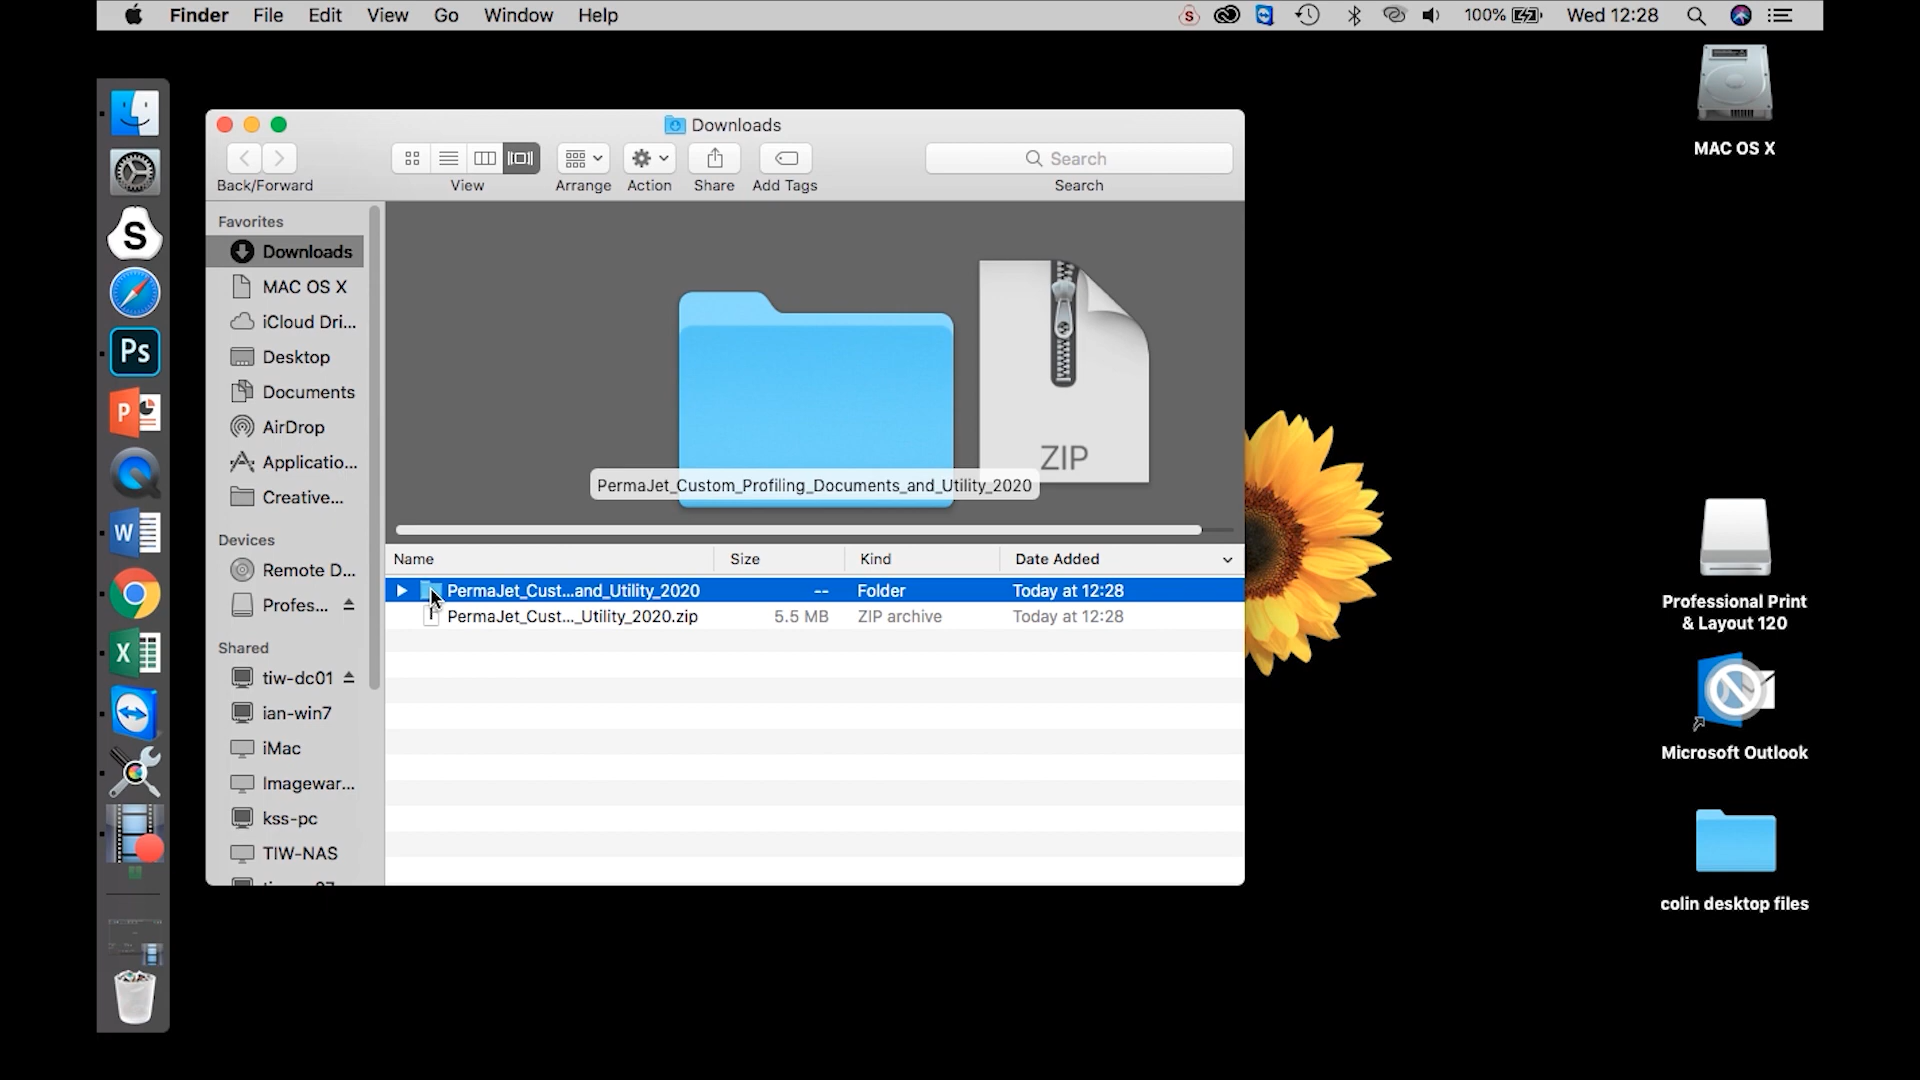 Finder File Edit View Go Window Help
S 100% Wed 12:28
Downloads
Search
Back/Forward View Arrange Action Share Add Tags Search
Favorites
Downloads
MAC OS X
iCloud Dri...
Desktop
Documents
AirDrop
Applicatio...
Creative...
Devices
Remote D...
Profes...
Shared
tiw-dc01
ian-win7
iMac
Imagewar...
kss-pc
TIW-NAS
ZIP
PermaJet_Custom_Profiling_Documents_and_Utility_2020
Name Size Kind Date Added
PermaJet_Cust...and_Utility_2020 -- Folder Today at 12:28
PermaJet_Cust..._Utility_2020.zip 5.5 MB ZIP archive Today at 12:28
S
Ps
P
W
X
MAC OS X
Professional Print
& Layout 120
Microsoft Outlook
colin desktop files